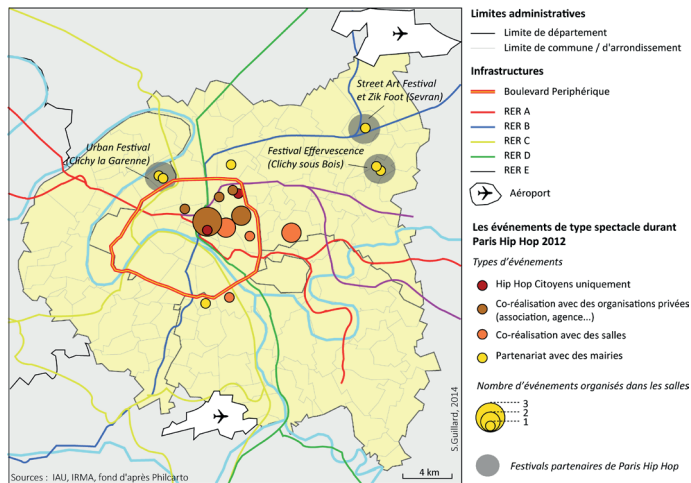 Street Art Festival
et Zik Foot (Sevran)
Urban Festival
(Clichy la Garenne)
Festival Effervescence
(Clichy sous Bois)
S.Guillard, 2014
Sources : IAU, IRMA, fond d'après Philcarto
4 km
Limites administratives
Limite de département
Limite de commune / d'arrondissement
Infrastructures
Boulevard Periphérique
RER A
RER B
RER C
RER D
RER E
Aéroport
Les événements de type spectacle durant
Paris Hip Hop 2012
Types d'événements
Hip Hop Citoyens uniquement
Co-réalisation avec des organisations privées
(association, agence...)
Co-réalisation avec des salles
Partenariat avec des mairies
Nombre d'événements organisés dans les salles
3
2
1
Festivals partenaires de Paris Hip Hop